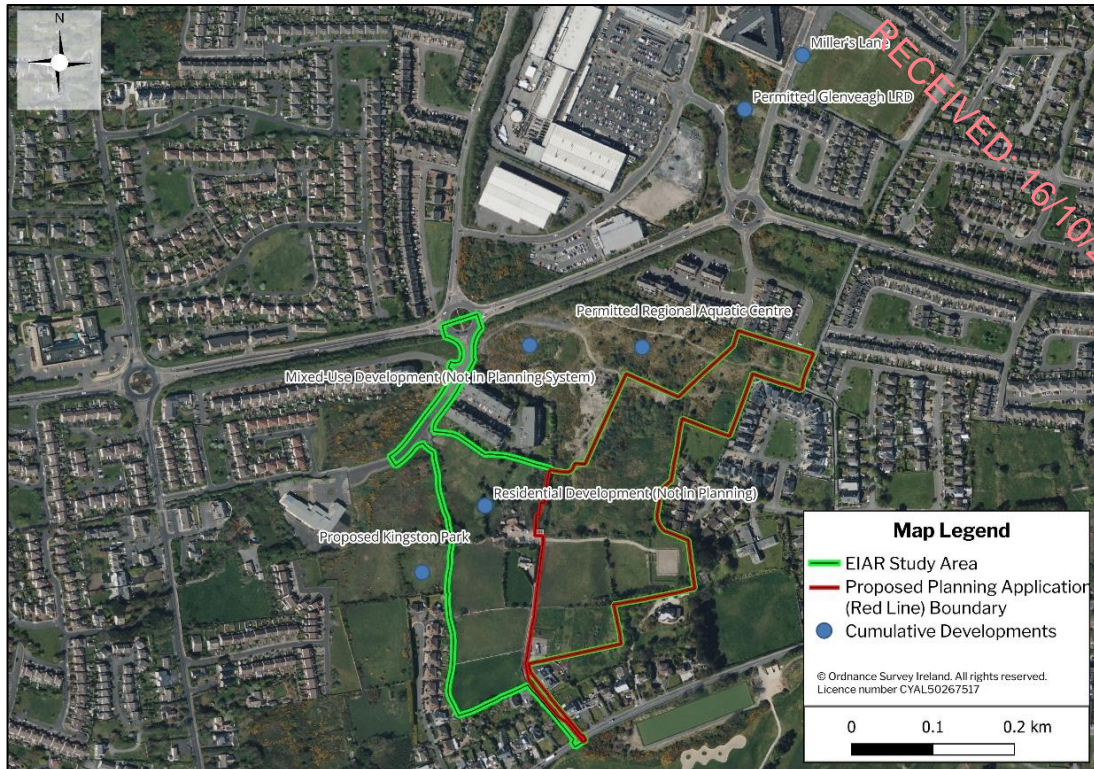 N
Miller's Lane
Permitted Glenveagh LRD
RECEIVED: 16/10/2
Permitted Regional Aquatic Centre
Mixed-Use Development (Not in Planning System)
Residential Development (Not in Planning)
Proposed Kingston Park
Map Legend
EIAR Study Area
Proposed Planning Application
(Red Line) Boundary
Cumulative Developments
© Ordnance Survey Ireland. All rights reserved.
Licence number CYAL50267517
0 0.1 0.2 km